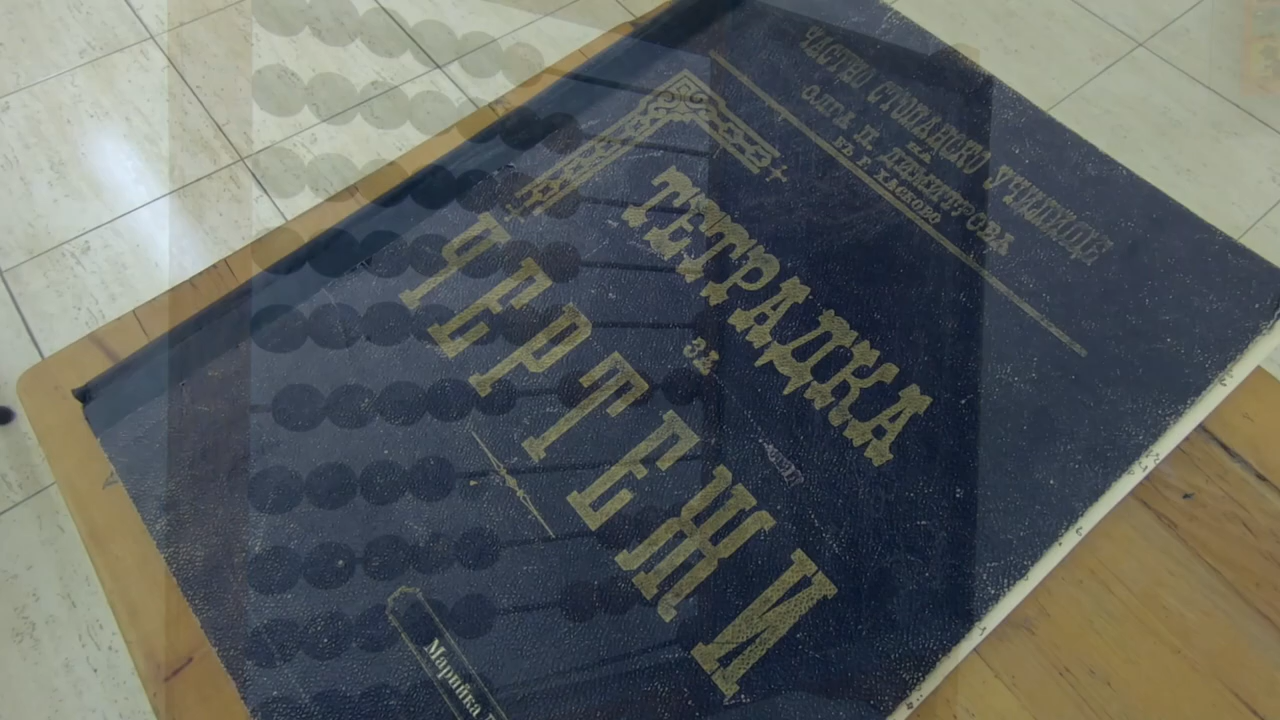 ЧАСТНО СТОПАНСКО УЧИЛИЩЕ
НА
ОЛГА П. ДИМИТРОВА
ВЪ Г. ХАСКОВО
ТЕТРАДКА
ЗА
ЧЕРТЕЖИ
Марийка